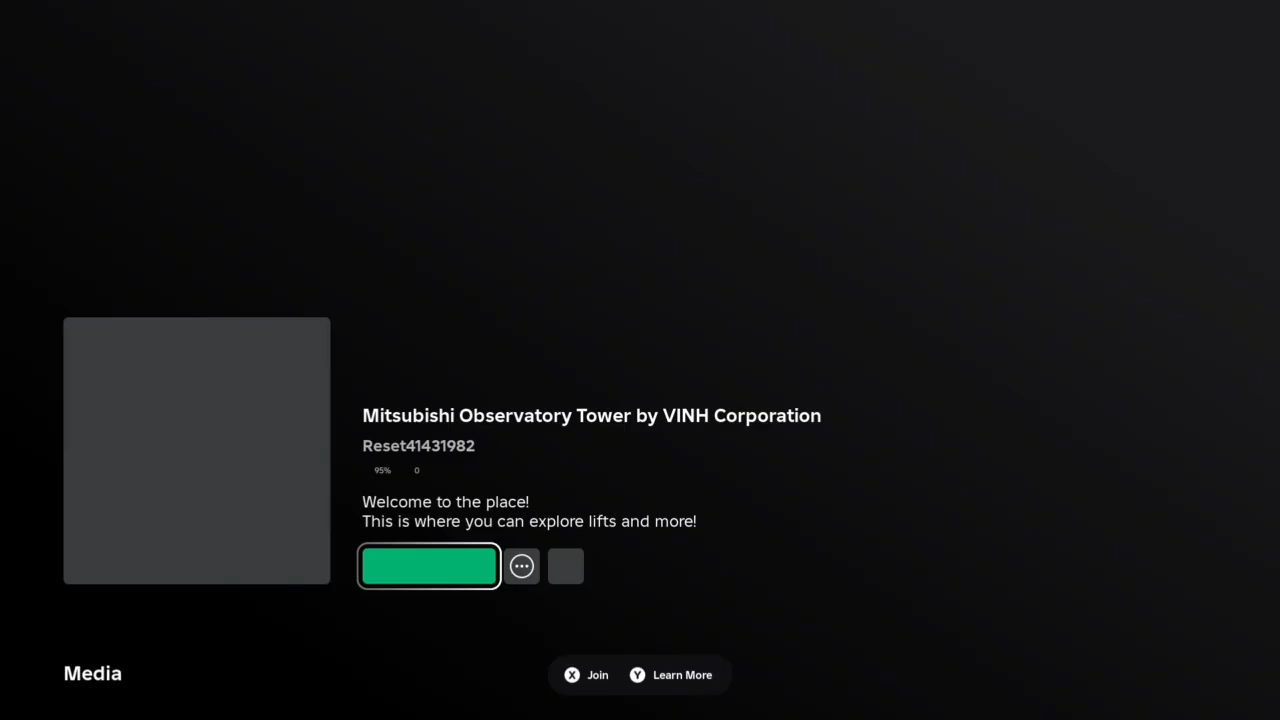 Mitsubishi Observatory Tower by VINH Corporation
Reset41431982
95% 0
Welcome to the place!
This is where you can explore lifts and more!
Media
X Join Y Learn More